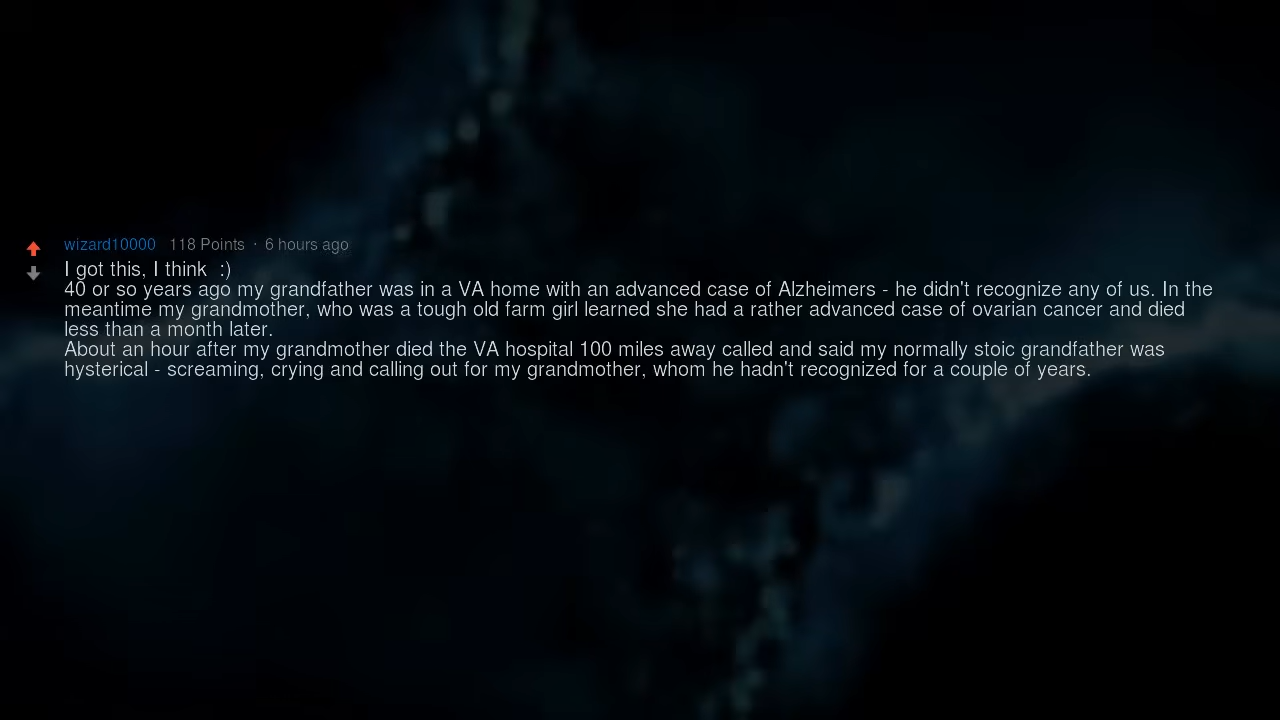 wizard10000 118 Points · 6 hours ago
I got this, I think :)
40 or so years ago my grandfather was in a VA home with an advanced case of Alzheimers - he didn't recognize any of us. In the
meantime my grandmother, who was a tough old farm girl learned she had a rather advanced case of ovarian cancer and died
less than a month later.
About an hour after my grandmother died the VA hospital 100 miles away called and said my normally stoic grandfather was
hysterical - screaming, crying and calling out for my grandmother, whom he hadn't recognized for a couple of years.